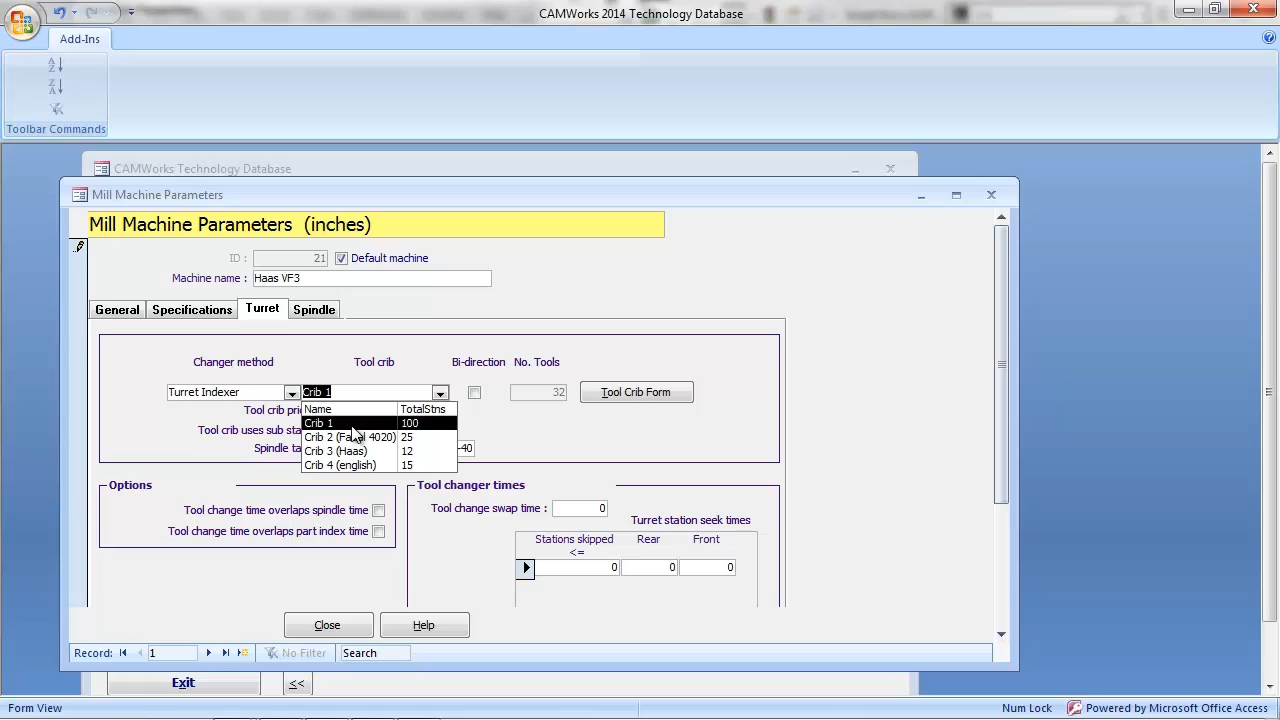 CAMWorks 2014 Technology Database
Add-Ins
A
Z
Z
A
Toolbar Commands
CAMWorks Technology Database
Mill Machine Parameters
Mill Machine Parameters (inches)
ID : 21 Default machine
Machine name : Haas VF3
General Specifications Turret Spindle
Changer method Tool crib Bi-direction No. Tools
Turret Indexer Crib 1 32 Tool Crib Form
Name TotalStns
Crib 1 100
Crib 2 ( 4020) 25
Crib 3 (Haas) 12
Crib 4 (english) 15
Tool crib pri
Tool crib uses sub sta
Spindle ta -40
Options
Tool change time overlaps spindle time
Tool change time overlaps part index time
Tool changer times
Tool change swap time : 0
Turret station seek times
Stations skipped Rear Front
<=
0 0 0
Close Help
Record: 1 No Filter Search
Exit <<
Form View Num Lock Powered by Microsoft Office Access